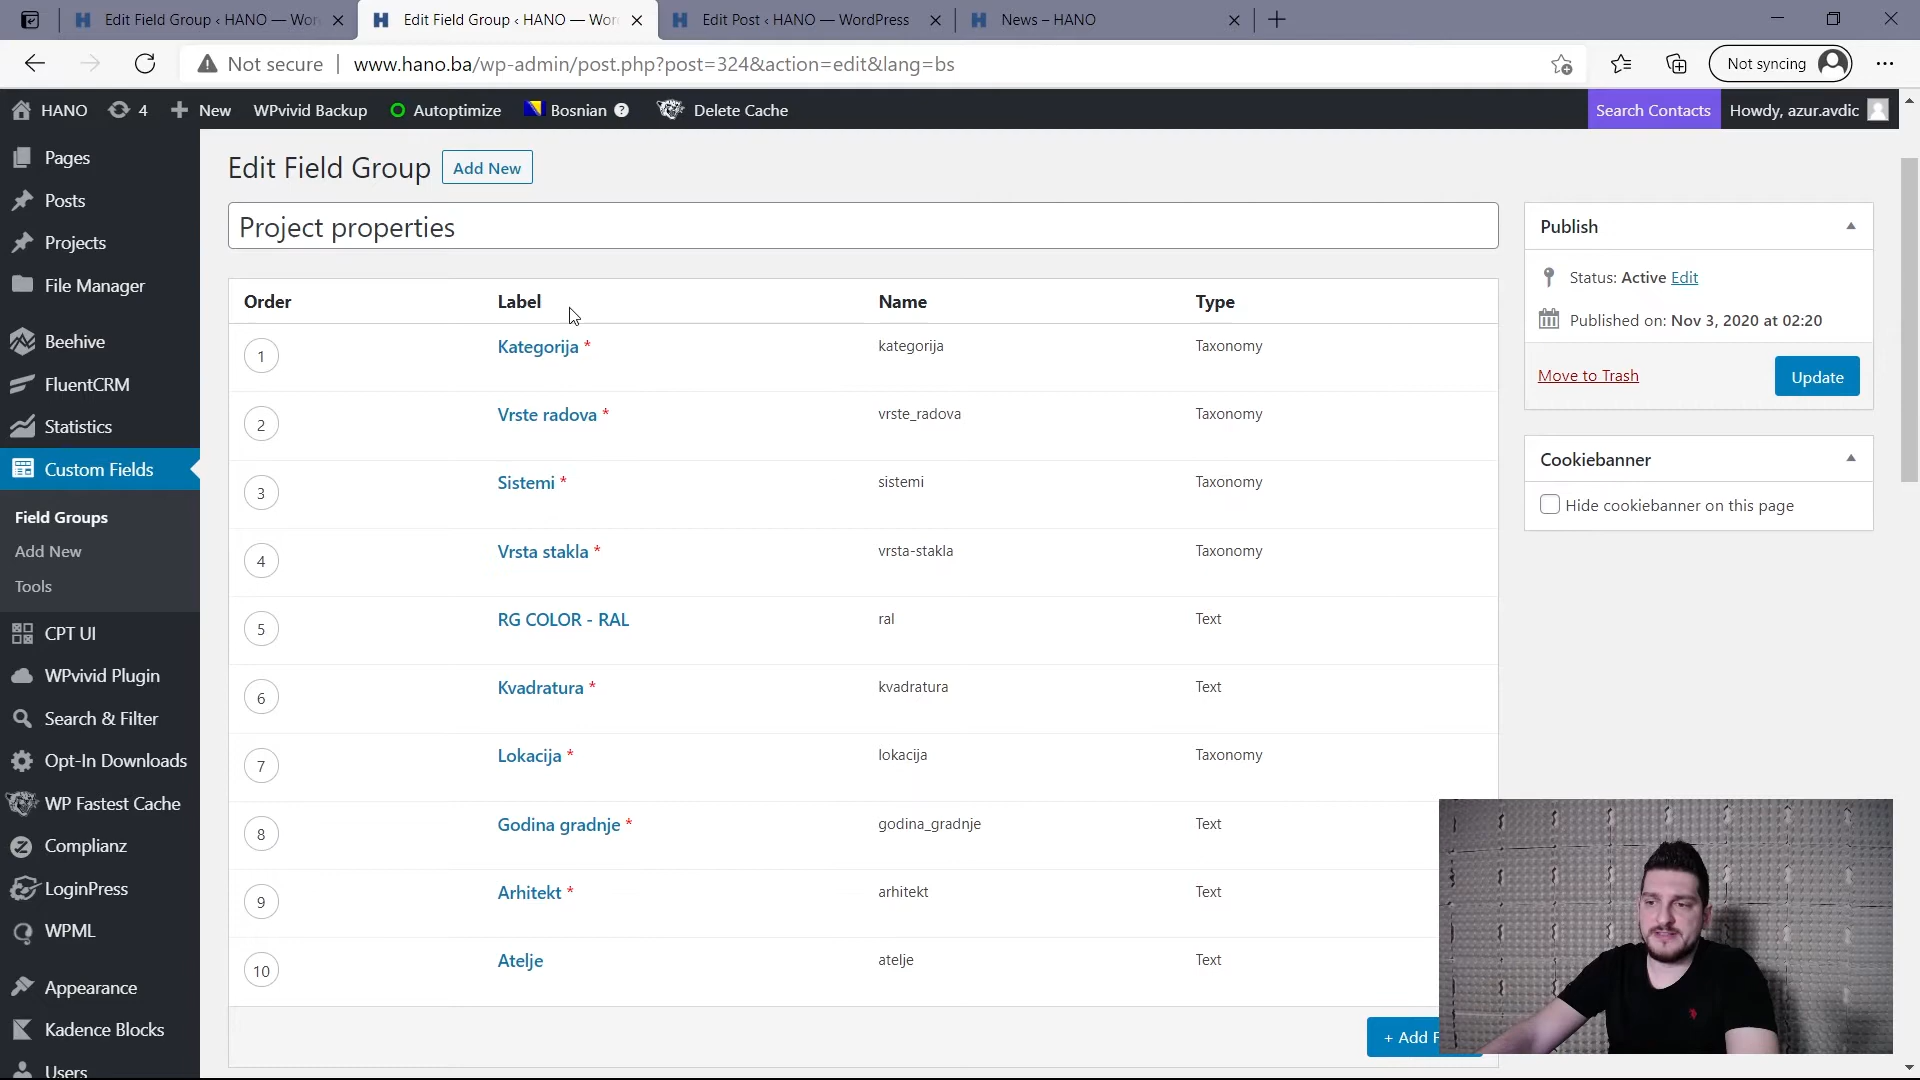 Edit Field Group ‹ HANO — Wor
Edit Field Group ‹ HANO — Wor
Edit Post ‹ HANO — WordPress
News – HANO
Not secure
www.hano.ba/wp-admin/post.php?post=324&action=edit&lang=bs
Not syncing
HANO
4
New
WPvivid Backup
Autoptimize
Bosnian
?
Delete Cache
Search Contacts
Howdy, azur.avdic
Pages
Posts
Projects
File Manager
Beehive
FluentCRM
Statistics
Custom Fields
Field Groups
Add New
Tools
CPT UI
WPvivid Plugin
Search & Filter
Opt-In Downloads
WP Fastest Cache
Complianz
LoginPress
WPML
Appearance
Kadence Blocks
Users
Edit Field Group
Add New
Project properties
Order Label Name Type
1 Kategorija * kategorija Taxonomy
2 Vrste radova * vrste_radova Taxonomy
3 Sistemi * sistemi Taxonomy
4 Vrsta stakla * vrsta-stakla Taxonomy
5 RG COLOR - RAL ral Text
6 Kvadratura * kvadratura Text
7 Lokacija * lokacija Taxonomy
8 Godina gradnje * godina_gradnje Text
9 Arhitekt * arhitekt Text
10 Atelje atelje Text
+ Add F
Publish
Status: Active Edit
Published on: Nov 3, 2020 at 02:20
Move to Trash
Update
Cookiebanner
Hide cookiebanner on this page